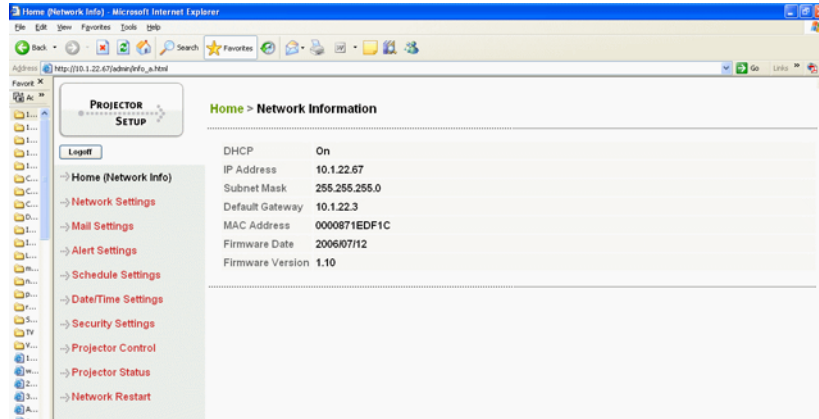 Home (Network Info) - Microsoft Internet Explorer
File Edit View Favorites Tools Help
Back Search Favorites
Address http://10.1.22.67/admin/info_a.html Go Links »
Favorit X
PROJECTOR
SETUP
Logoff
Home (Network Info)
Network Settings
Mail Settings
Alert Settings
Schedule Settings
Date/Time Settings
Security Settings
Projector Control
Projector Status
Network Restart
Home > Network Information
DHCP On
IP Address 10.1.22.67
Subnet Mask 255.255.255.0
Default Gateway 10.1.22.3
MAC Address 0000871EDF1C
Firmware Date 2006/07/12
Firmware Version 1.10